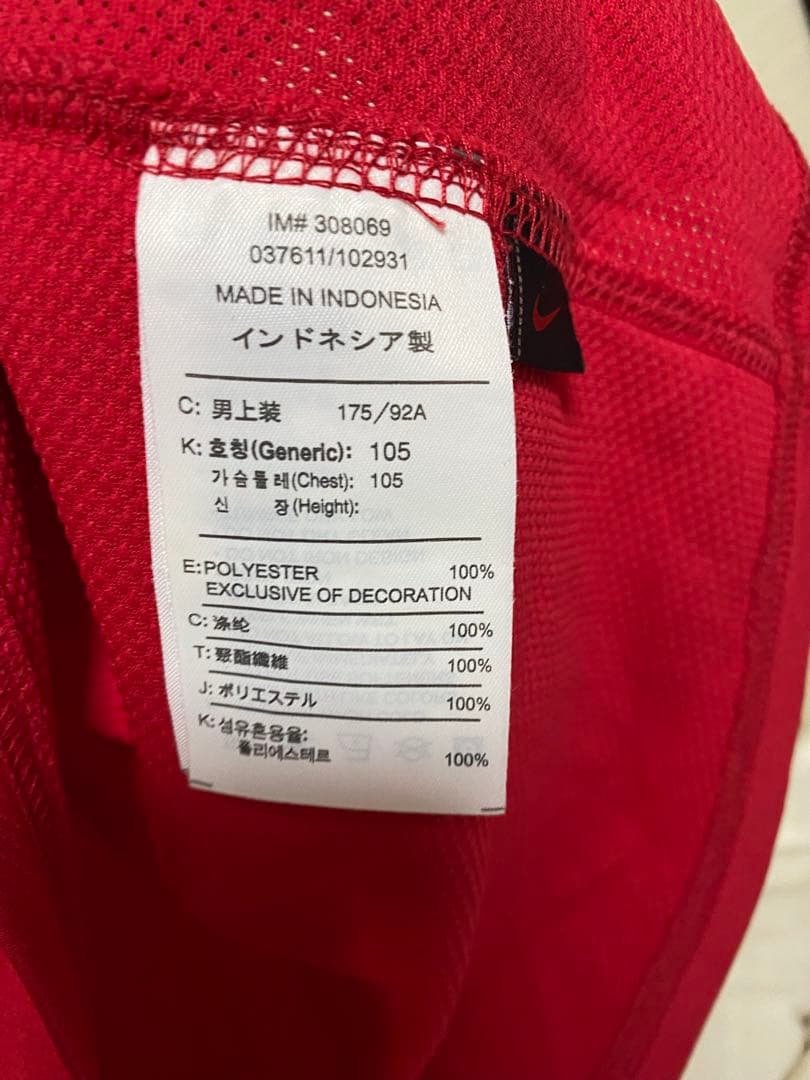 IM# 308069
037611/102931
MADE IN INDONESIA
インドネシア製
C: 男上装 175/92A
K: 호칭(Generic): 105
가슴둘레(Chest): 105
신 장(Height):
E: POLYESTER 100%
EXCLUSIVE OF DECORATION
C: 涤纶 100%
T: 聚酯纖維 100%
J: ポリエステル 100%
K: 섬유혼용율:
폴리에스테르 100%